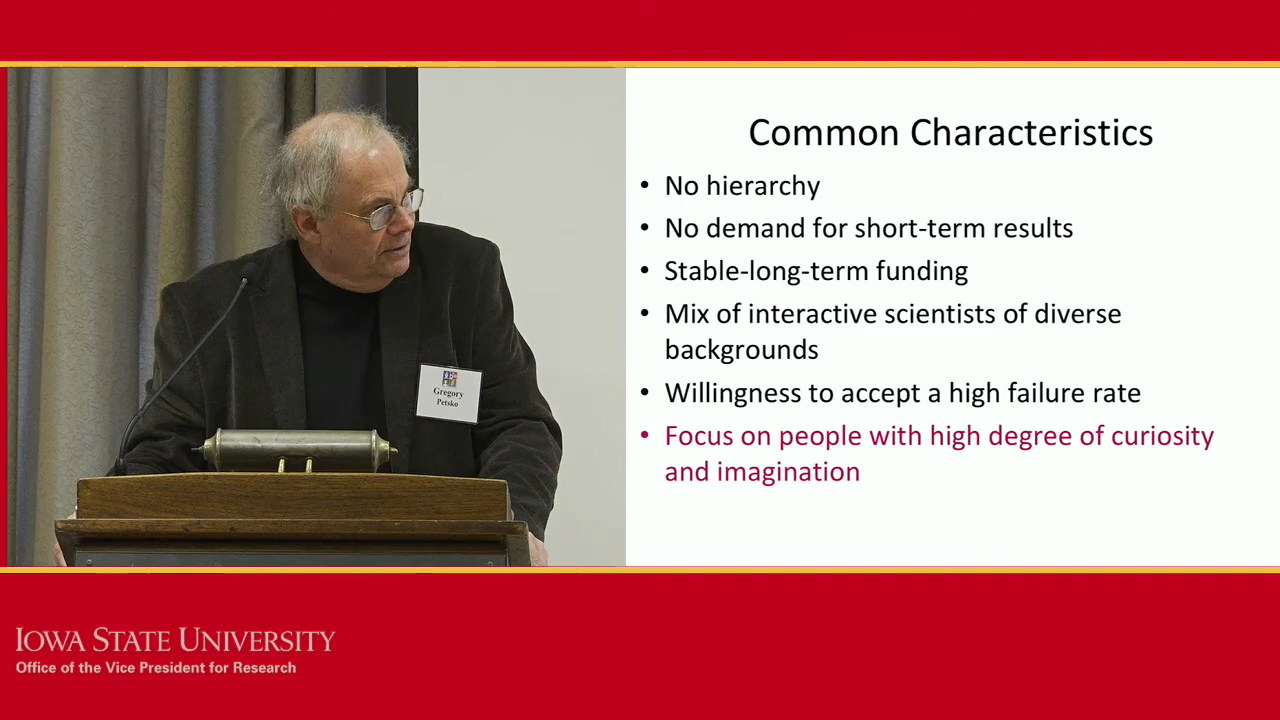 Common Characteristics
• No hierarchy
• No demand for short-term results
• Stable-long-term funding
• Mix of interactive scientists of diverse
backgrounds
• Willingness to accept a high failure rate
• Focus on people with high degree of curiosity
and imagination
Gregory
Petsko
IOWA STATE UNIVERSITY
Office of the Vice President for Research